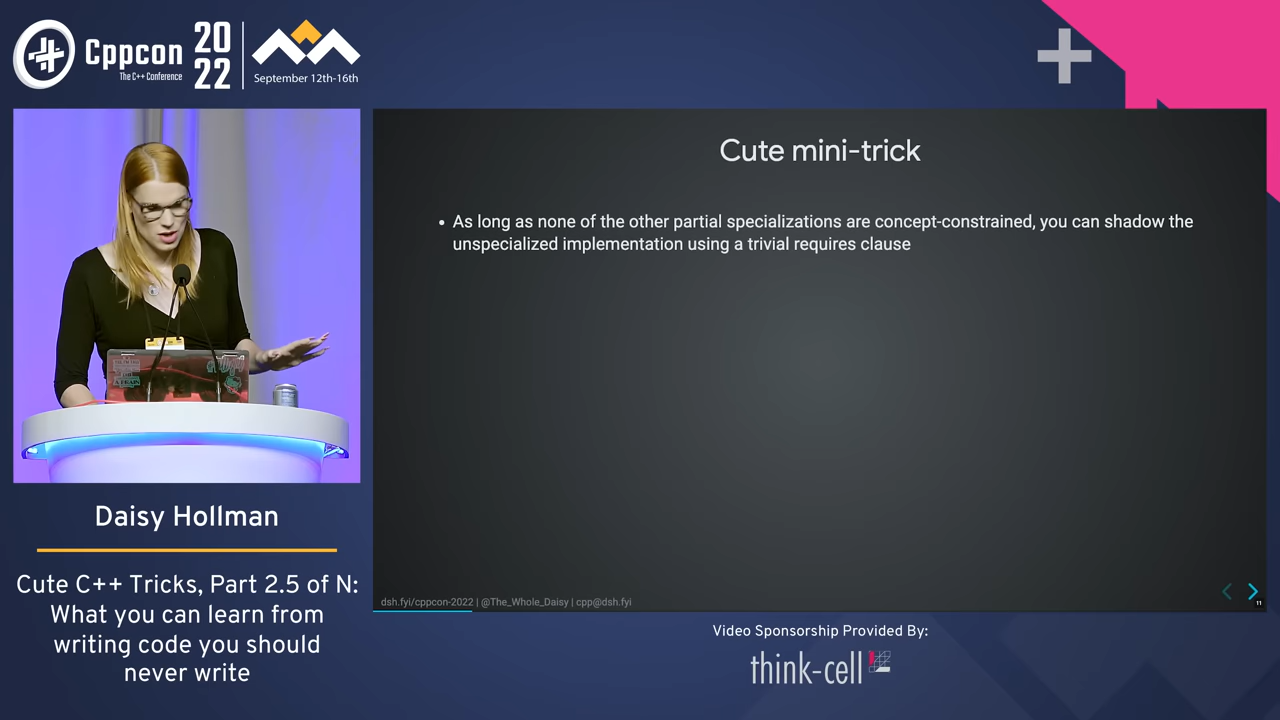 Cppcon
The C++ Conference
20
22
September 12th-16th
Cute mini-trick
• As long as none of the other partial specializations are concept-constrained, you can shadow the
unspecialized implementation using a trivial requires clause
dsh.fyi/cppcon-2022 | @The_Whole_Daisy | cpp@dsh.fyi
11
Daisy Hollman
Cute C++ Tricks, Part 2.5 of N:
What you can learn from
writing code you should
never write
Video Sponsorship Provided By:
think-cell